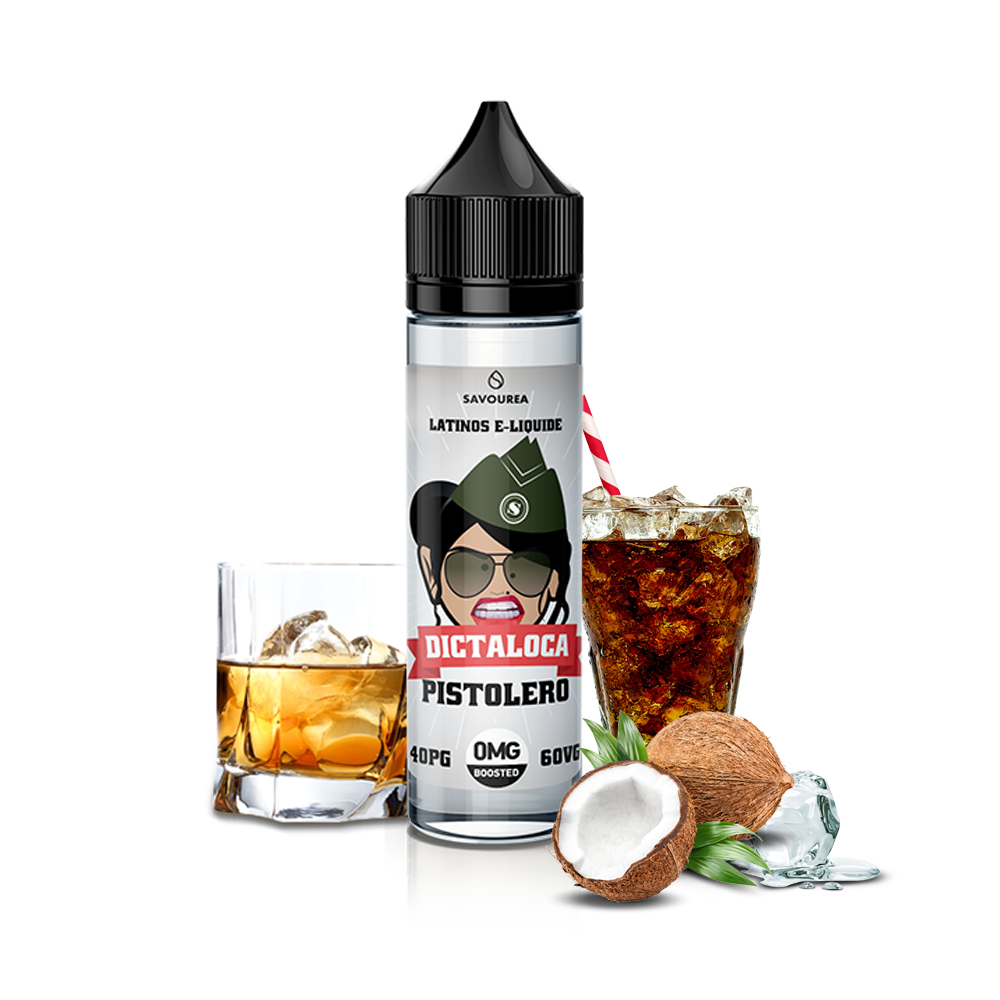 SAVOUREA
LATINOS E-LIQUIDE
S
DICTALOCA
PISTOLERO
40PG
0MG
BOOSTED
60VG